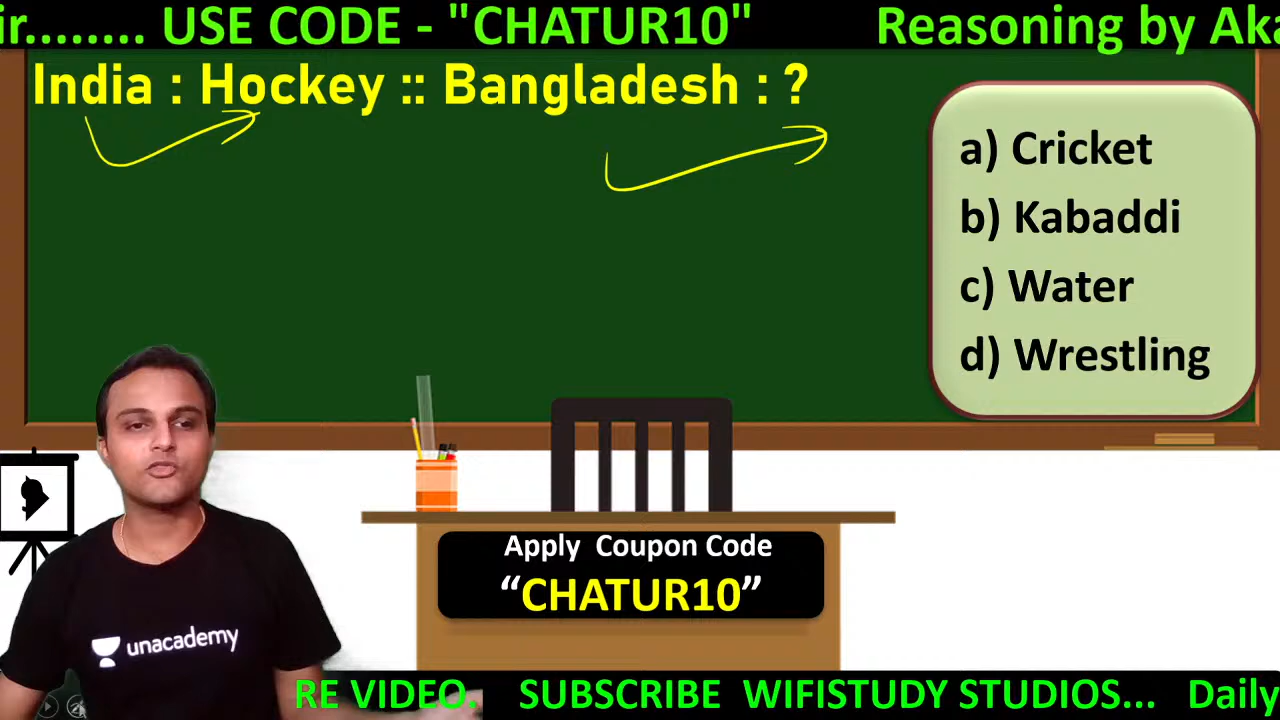 ir........ USE CODE - "CHATUR10" Reasoning by Aka
India : Hockey :: Bangladesh : ?
a) Cricket
b) Kabaddi
c) Water
d) Wrestling
Apply Coupon Code
“CHATUR10”
unacademy
RE VIDEO. SUBSCRIBE WIFISTUDY STUDIOS... Daily